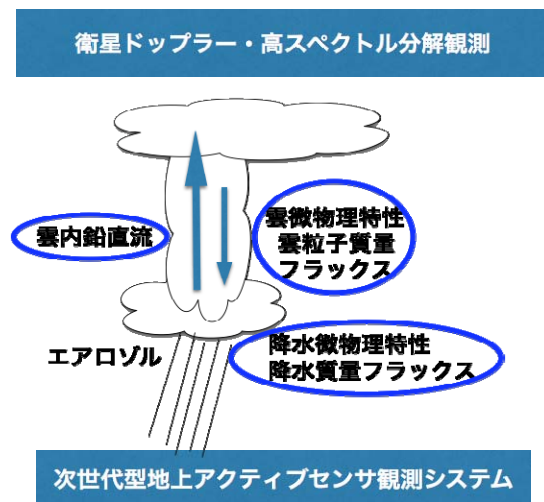 衛星ドップラー・高スペクトル分解観測
雲内鉛直流
雲微物理特性
雲粒子質量
フラックス
エアロゾル
降水微物理特性
降水質量フラックス
次世代型地上アクティブセンサ観測システム